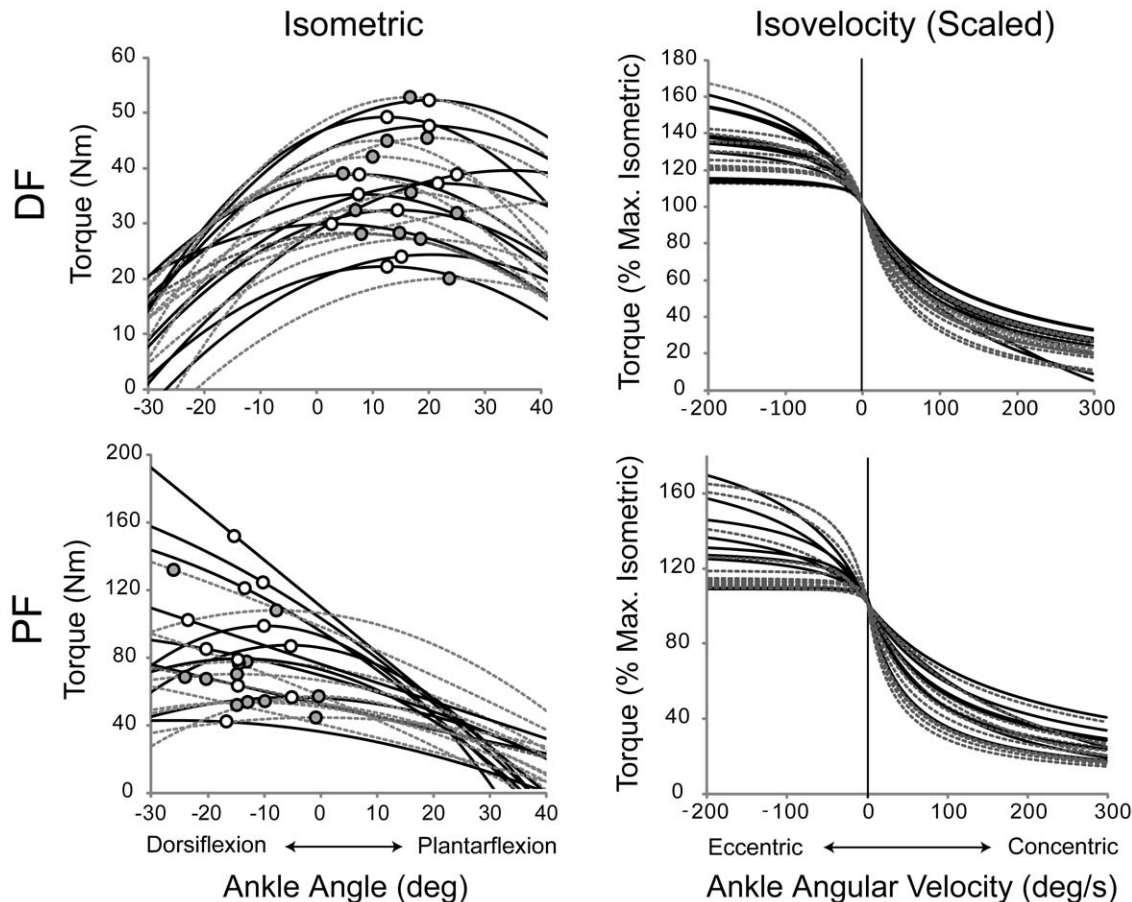 Isometric
Isovelocity (Scaled)
DF
Torque (Nm)
60
50
40
30
20
10
0
-30 -20 -10 0 10 20 30 40
Torque (% Max. Isometric)
180
160
140
120
100
80
60
40
20
0
-200 -100 0 100 200 300
PF
Torque (Nm)
200
160
120
80
40
0
-30 -20 -10 0 10 20 30 40
Dorsiflexion Plantarflexion
Ankle Angle (deg)
Torque (% Max. Isometric)
160
120
80
40
0
-200 -100 0 100 200 300
Eccentric Concentric
Ankle Angular Velocity (deg/s)